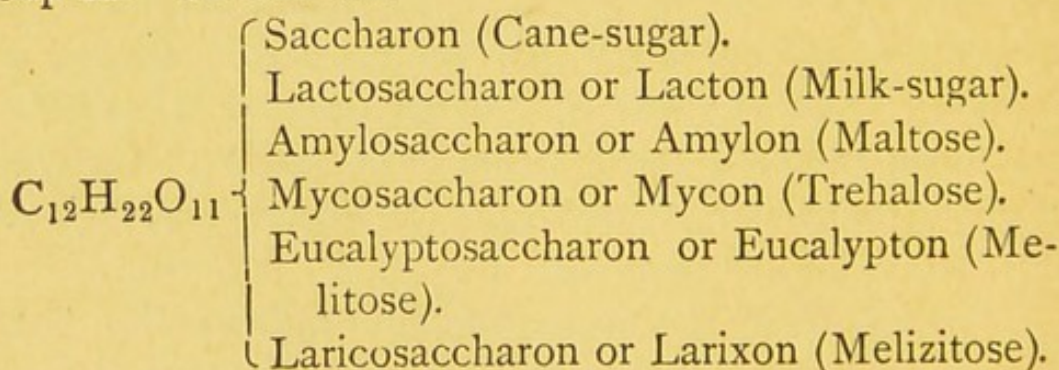 Saccharon (Cane-sugar).
Lactosaccharon or Lacton (Milk-sugar).
Amylosaccharon or Amylon (Maltose).
C₁₂H₂₂O₁₁ Mycosaccharon or Mycon (Trehalose).
Eucalyptosaccharon or Eucalypton (Me-
litose).
Laricosaccharon or Larixon (Melizitose).